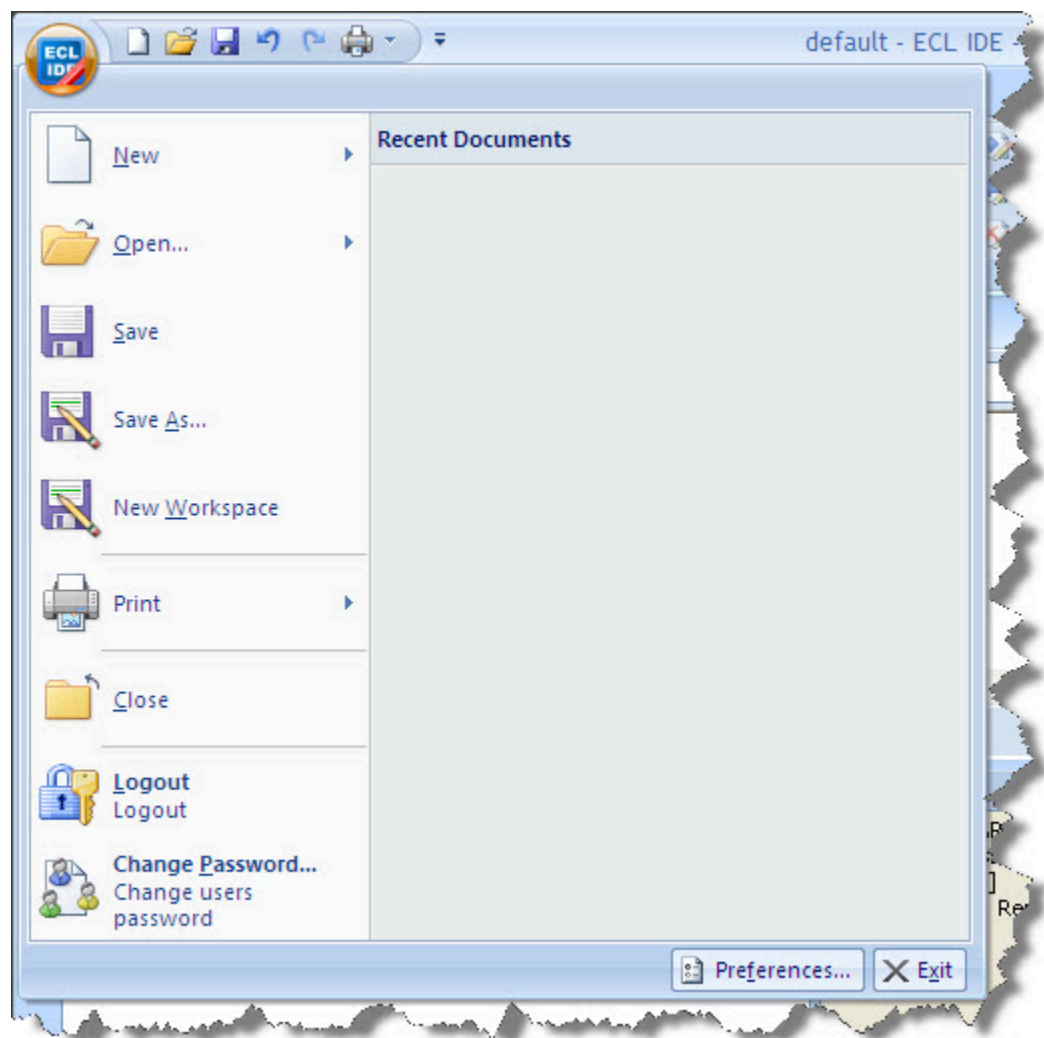 default - ECL IDE -
ECL
IDE
Recent Documents
New
Open...
Save
Save As...
New Workspace
Print
Close
Logout
Logout
Change Password...
Change users
password
Preferences...
Exit